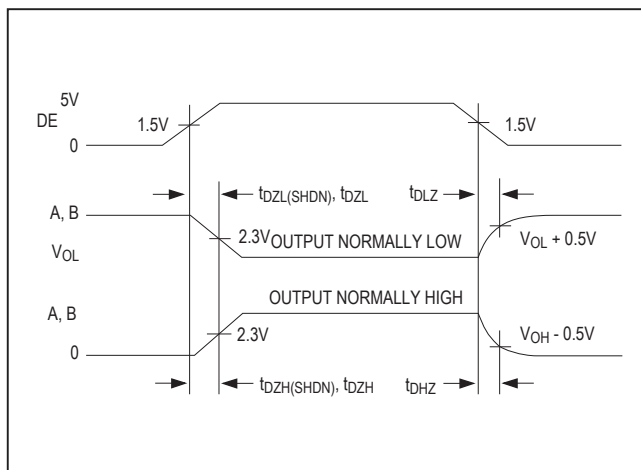 5V
DE
1.5V
1.5V
0
tDZL(SHDN), tDZL
tDLZ
A, B
2.3V
OUTPUT NORMALLY LOW
VOL + 0.5V
VOL
OUTPUT NORMALLY HIGH
A, B
2.3V
VOH - 0.5V
0
tDZH(SHDN), tDZH
tDHZ